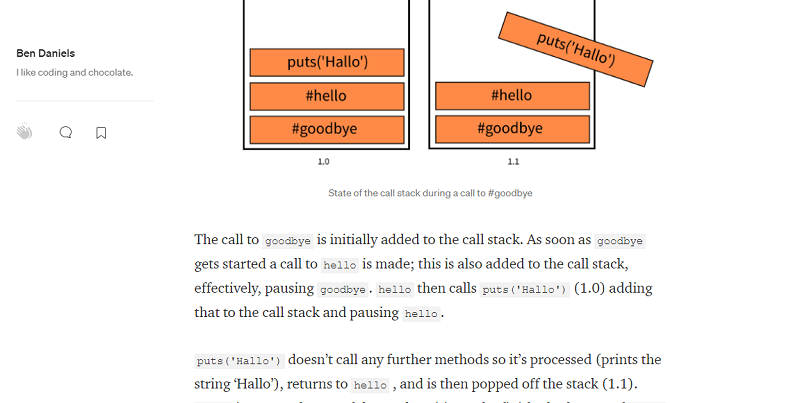 Ben Daniels
I like coding and chocolate.
puts('Hallo')
#hello
#goodbye
1.0
puts('Hallo')
#hello
#goodbye
1.1
State of the call stack during a call to #goodbye
The call to goodbye is initially added to the call stack. As soon as goodbye
gets started a call to hello is made; this is also added to the call stack,
effectively, pausing goodbye. hello then calls puts('Hallo') (1.0) adding
that to the call stack and pausing hello.
puts('Hallo') doesn’t call any further methods so it’s processed (prints the
string ‘Hallo’), returns to hello , and is then popped off the stack (1.1).